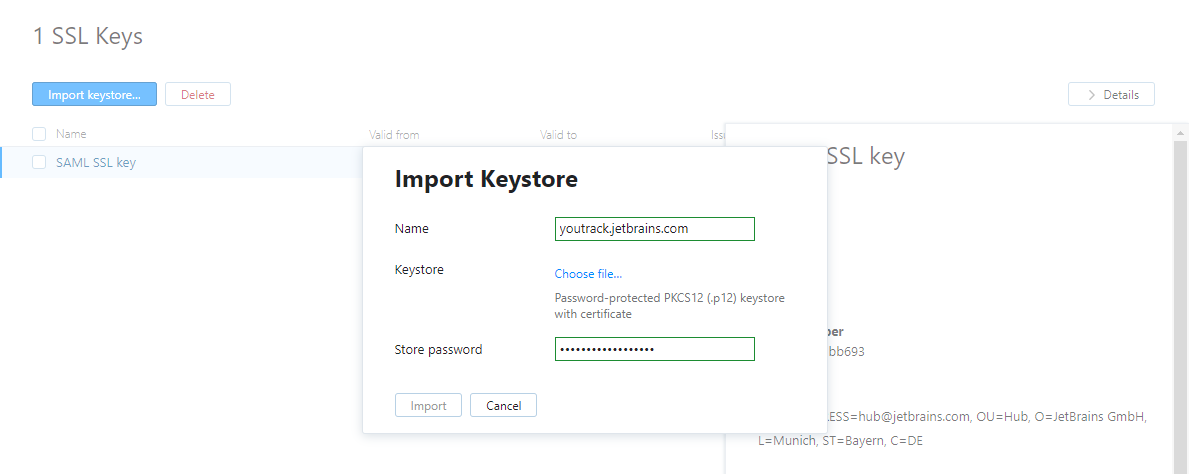 1 SSL Keys
Import keystore...
Delete
Details
Name
Valid from
Valid to
SAML SSL key
SSL key
Import Keystore
Name
youtrack.jetbrains.com
Keystore
Choose file...
Password-protected PKCS12 (.p12) keystore
with certificate
Store password
••••••••••••••••••
Import
Cancel
bb693
ESS=hub@jetbrains.com, OU=Hub, O=JetBrains GmbH,
L=Munich, ST=Bayern, C=DE